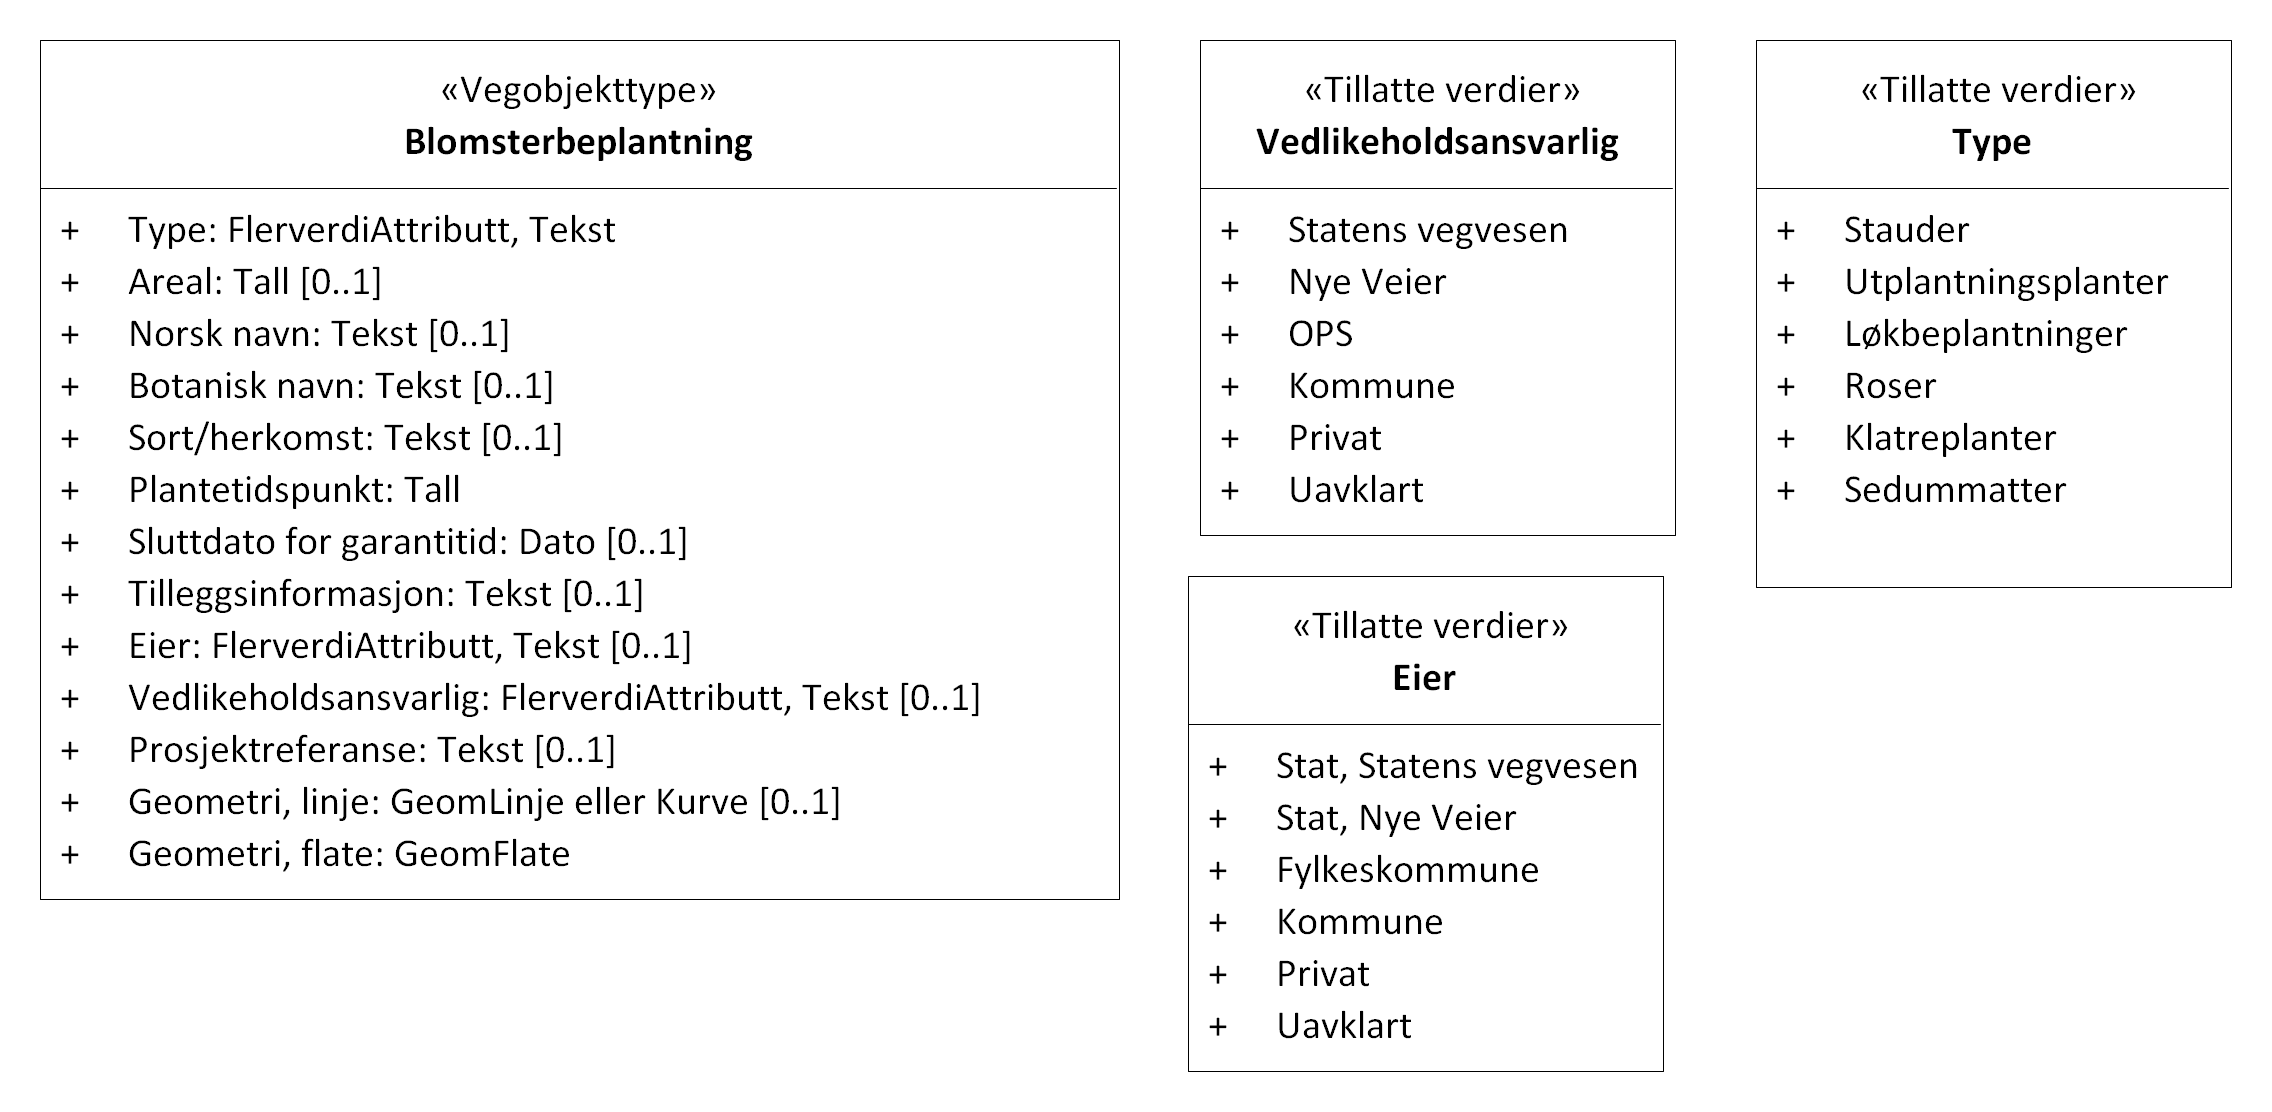 «Vegobjekttype»
Blomsterbeplantning
+ Type: FlerverdiAttributt, Tekst
+ Areal: Tall [0..1]
+ Norsk navn: Tekst [0..1]
+ Botanisk navn: Tekst [0..1]
+ Sort/herkomst: Tekst [0..1]
+ Plantetidspunkt: Tall
+ Sluttdato for garantitid: Dato [0..1]
+ Tilleggsinformasjon: Tekst [0..1]
+ Eier: FlerverdiAttributt, Tekst [0..1]
+ Vedlikeholdsansvarlig: FlerverdiAttributt, Tekst [0..1]
+ Prosjektreferanse: Tekst [0..1]
+ Geometri, linje: GeomLinje eller Kurve [0..1]
+ Geometri, flate: GeomFlate
«Tillatte verdier»
Vedlikeholdsansvarlig
+ Statens vegvesen
+ Nye Veier
+ OPS
+ Kommune
+ Privat
+ Uavklart
«Tillatte verdier»
Type
+ Stauder
+ Utplantningsplanter
+ Løkbeplantninger
+ Roser
+ Klatreplanter
+ Sedummatter
«Tillatte verdier»
Eier
+ Stat, Statens vegvesen
+ Stat, Nye Veier
+ Fylkeskommune
+ Kommune
+ Privat
+ Uavklart